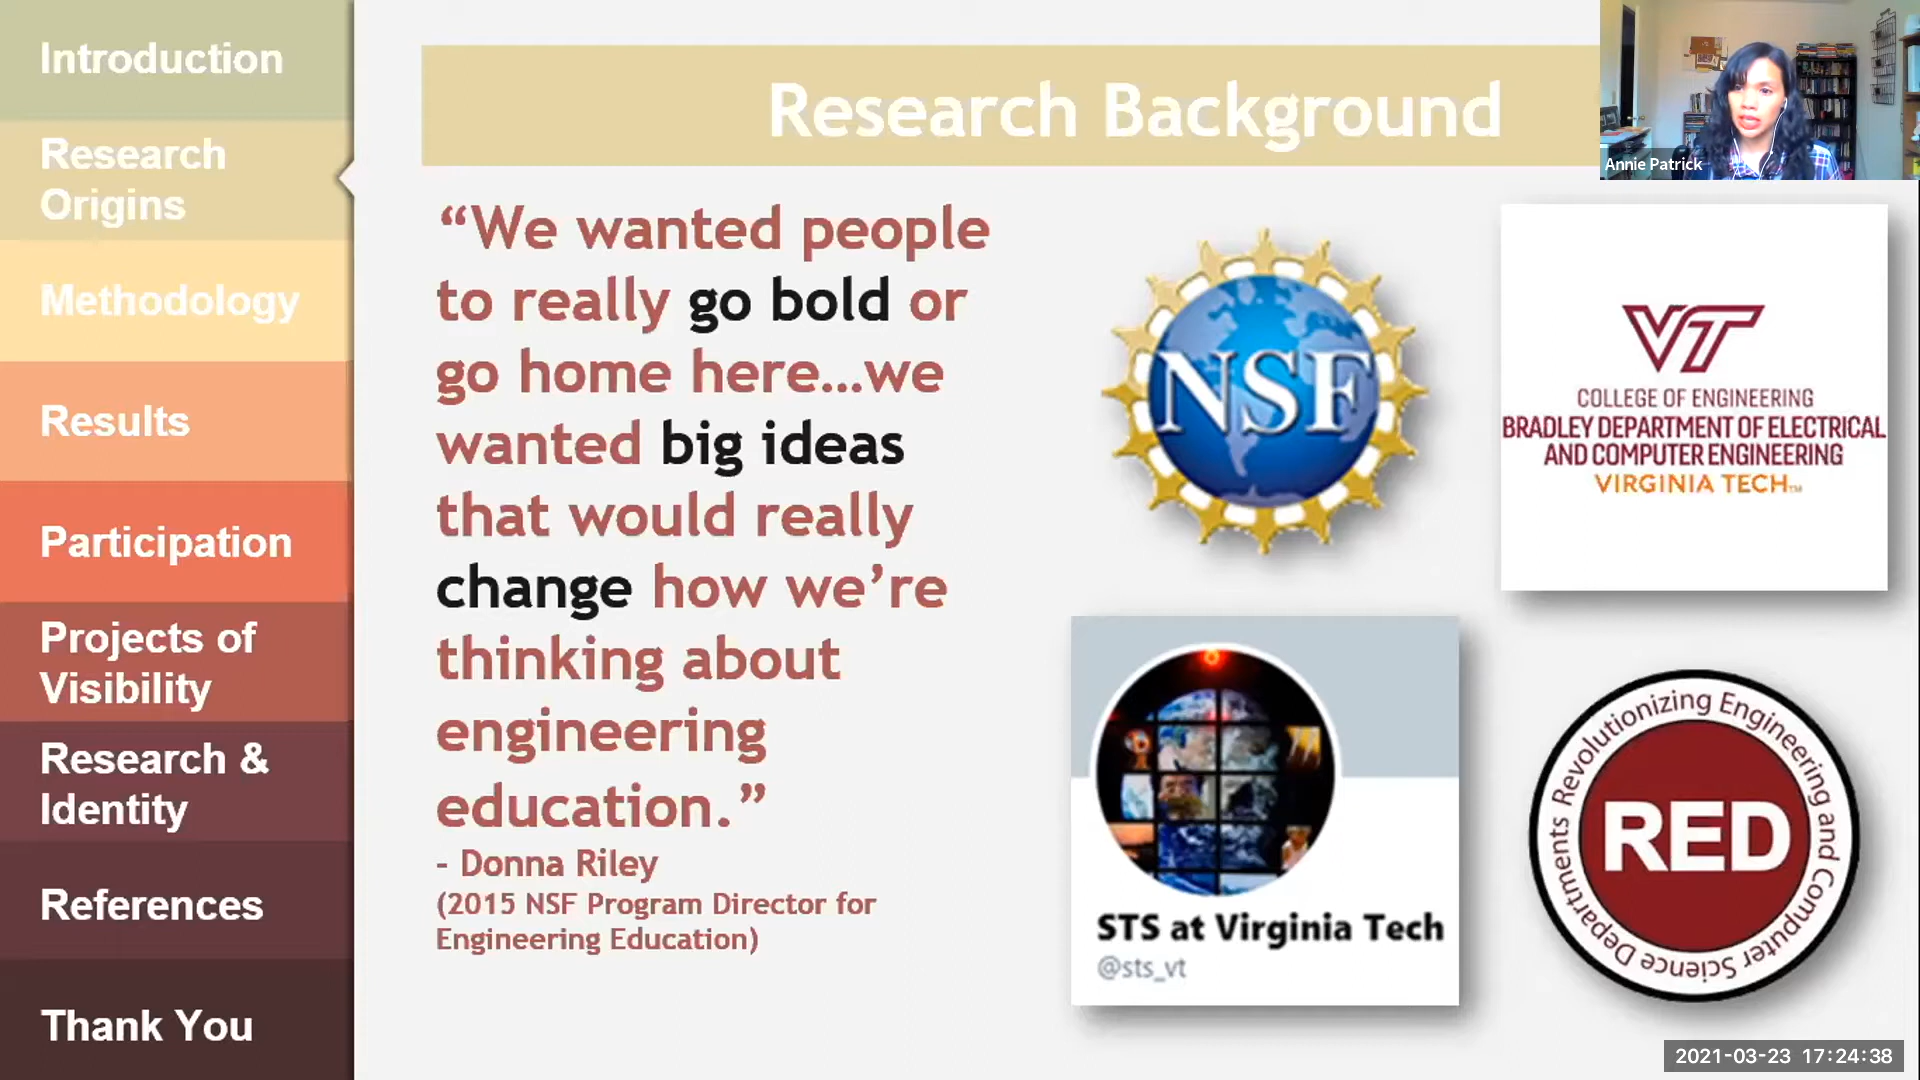 Introduction
Research
Origins
Methodology
Results
Participation
Projects of
Visibility
Research &
Identity
References
Thank You
Research Background
“We wanted people
to really go bold or
go home here...we
wanted big ideas
that would really
change how we’re
thinking about
engineering
education.”
- Donna Riley
(2015 NSF Program Director for
Engineering Education)
NSF
VT
COLLEGE OF ENGINEERING
BRADLEY DEPARTMENT OF ELECTRICAL
AND COMPUTER ENGINEERING
VIRGINIA TECH™
STS at Virginia Tech
@sts_vt
Revolutionizing Engineering and Computer Science Departments
RED
Annie Patrick
2021-03-23 17:24:38